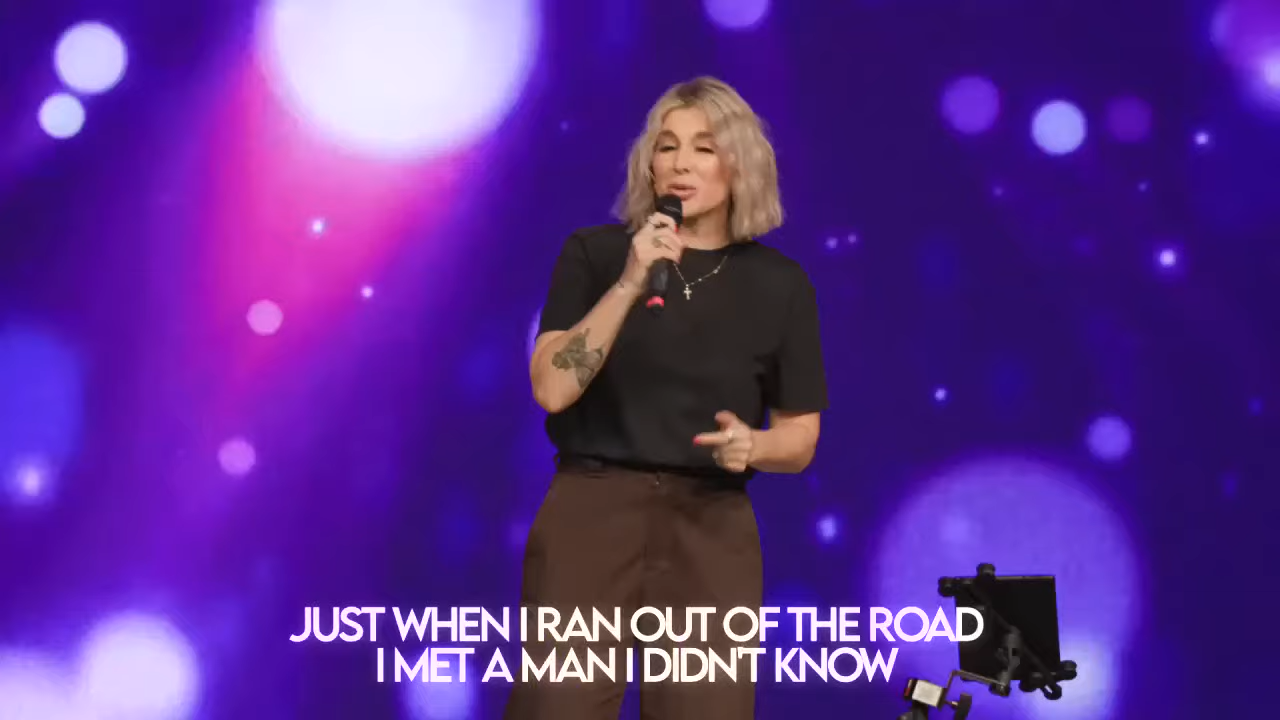 JUST WHEN I RAN OUT OF THE ROAD
I MET A MAN I DIDN'T KNOW